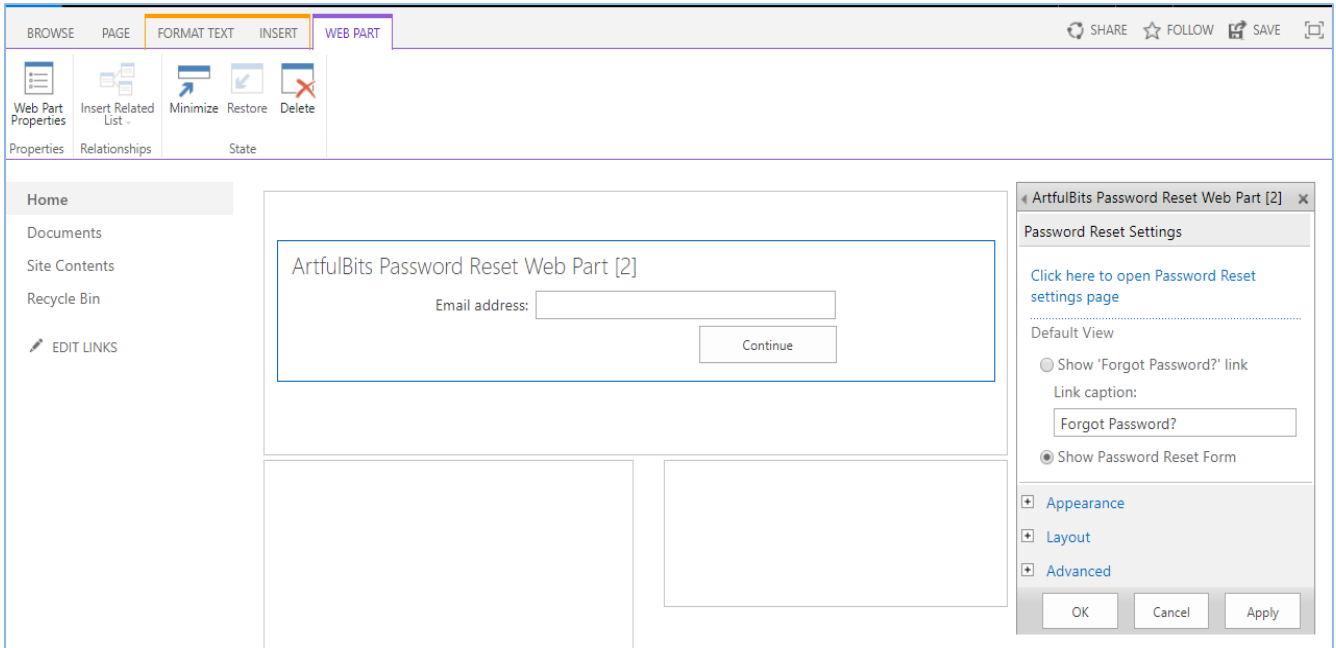 BROWSE PAGE FORMAT TEXT INSERT WEB PART SHARE FOLLOW SAVE
Web Part Properties
Insert Related List
Minimize Restore Delete
Properties Relationships State
Home
Documents
Site Contents
Recycle Bin
EDIT LINKS
ArtfulBits Password Reset Web Part [2]
Email address:
Continue
ArtfulBits Password Reset Web Part [2]
Password Reset Settings
Click here to open Password Reset
settings page
Default View
Show 'Forgot Password?' link
Link caption:
Forgot Password?
Show Password Reset Form
Appearance
Layout
Advanced
OK Cancel Apply